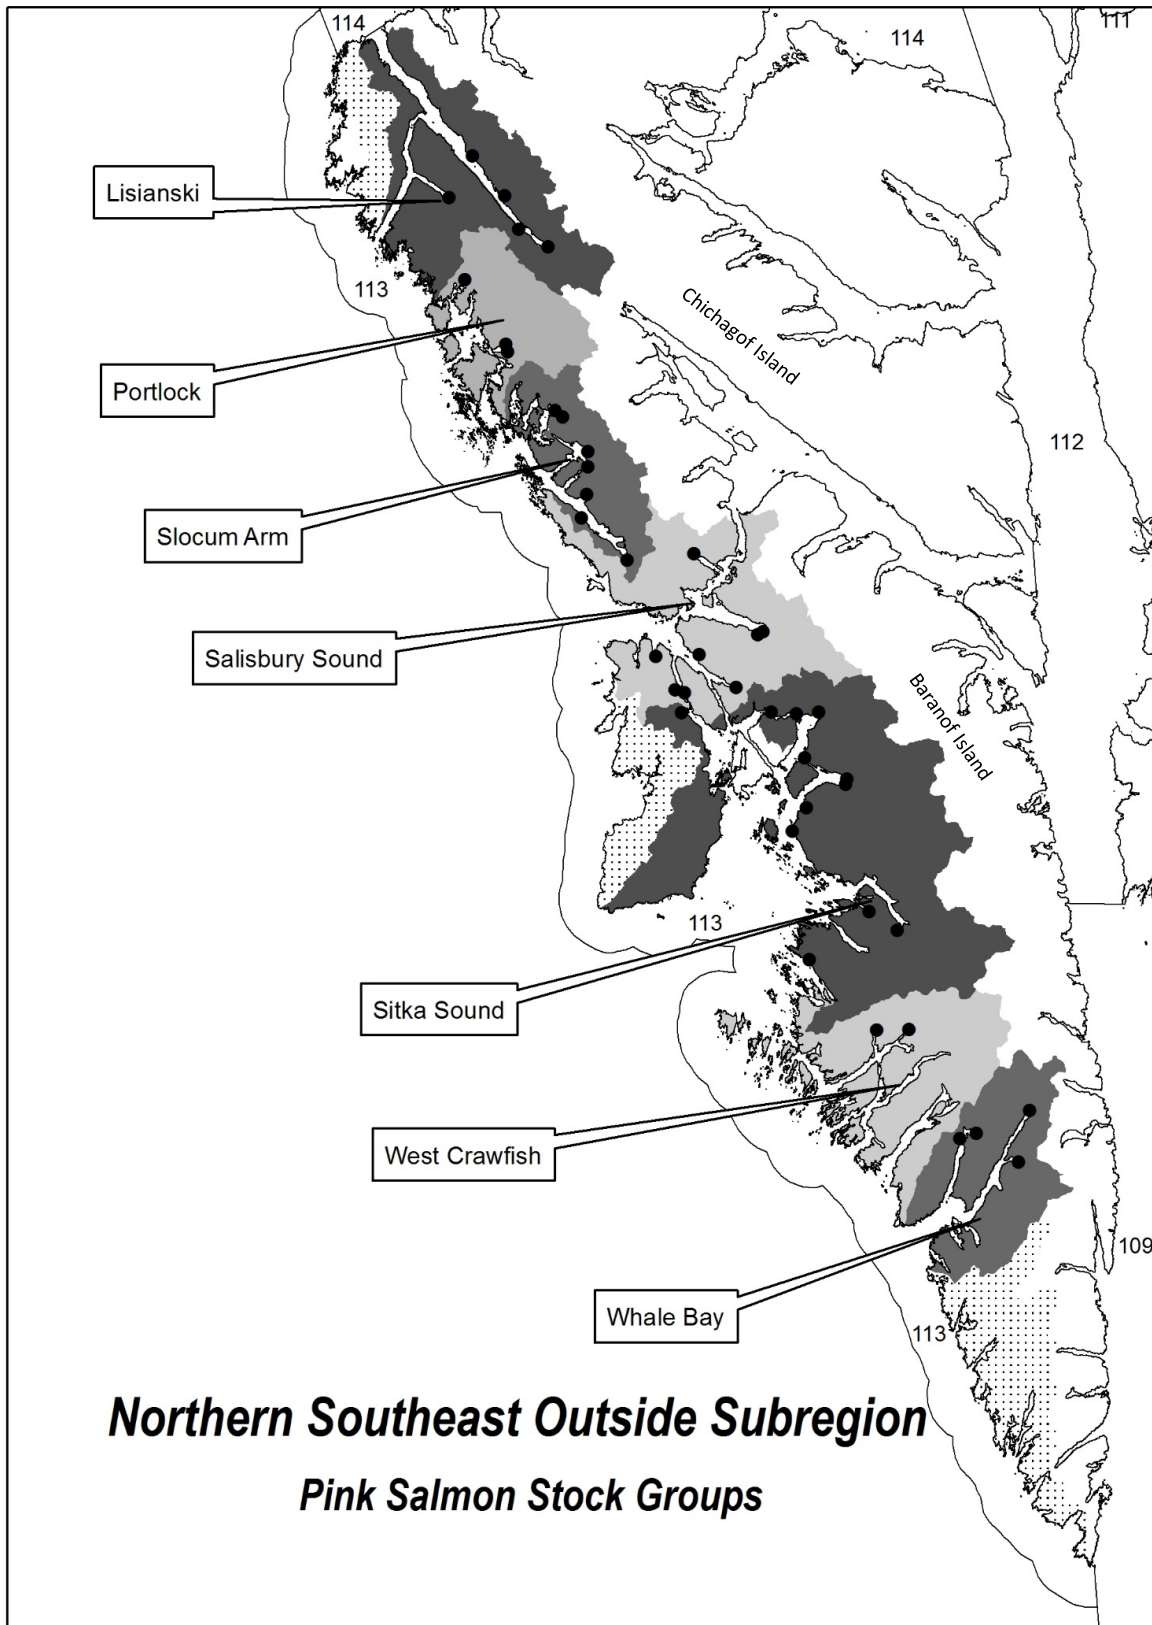 114
111
114
Lisianski
113
Chichagof Island
Portlock
112
Slocum Arm
Salisbury Sound
Baranof Island
113
Sitka Sound
West Crawfish
109
Whale Bay
113
Northern Southeast Outside Subregion
Pink Salmon Stock Groups